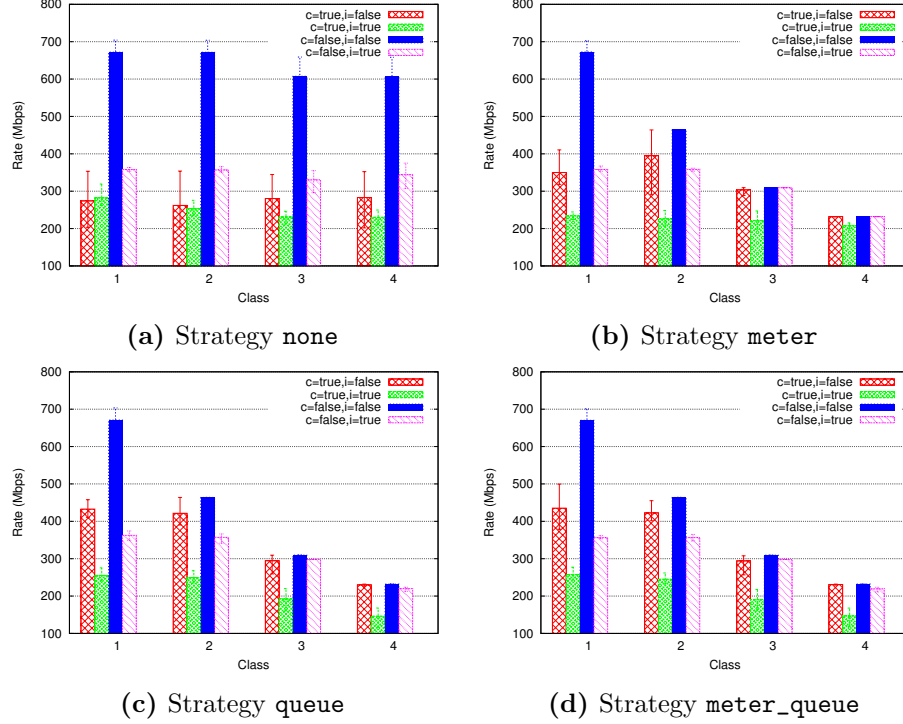 800
700
600
500
400
300
200
100
Rate (Mbps)
c=true,i=false
c=true,i=true
c=false,i=false
c=false,i=true
1 2 3 4
Class
(a) Strategy none
800
700
600
500
400
300
200
100
Rate (Mbps)
c=true,i=false
c=true,i=true
c=false,i=false
c=false,i=true
1 2 3 4
Class
(b) Strategy meter
800
700
600
500
400
300
200
100
Rate (Mbps)
c=true,i=false
c=true,i=true
c=false,i=false
c=false,i=true
1 2 3 4
Class
(c) Strategy queue
800
700
600
500
400
300
200
100
Rate (Mbps)
c=true,i=false
c=true,i=true
c=false,i=false
c=false,i=true
1 2 3 4
Class
(d) Strategy meter_queue